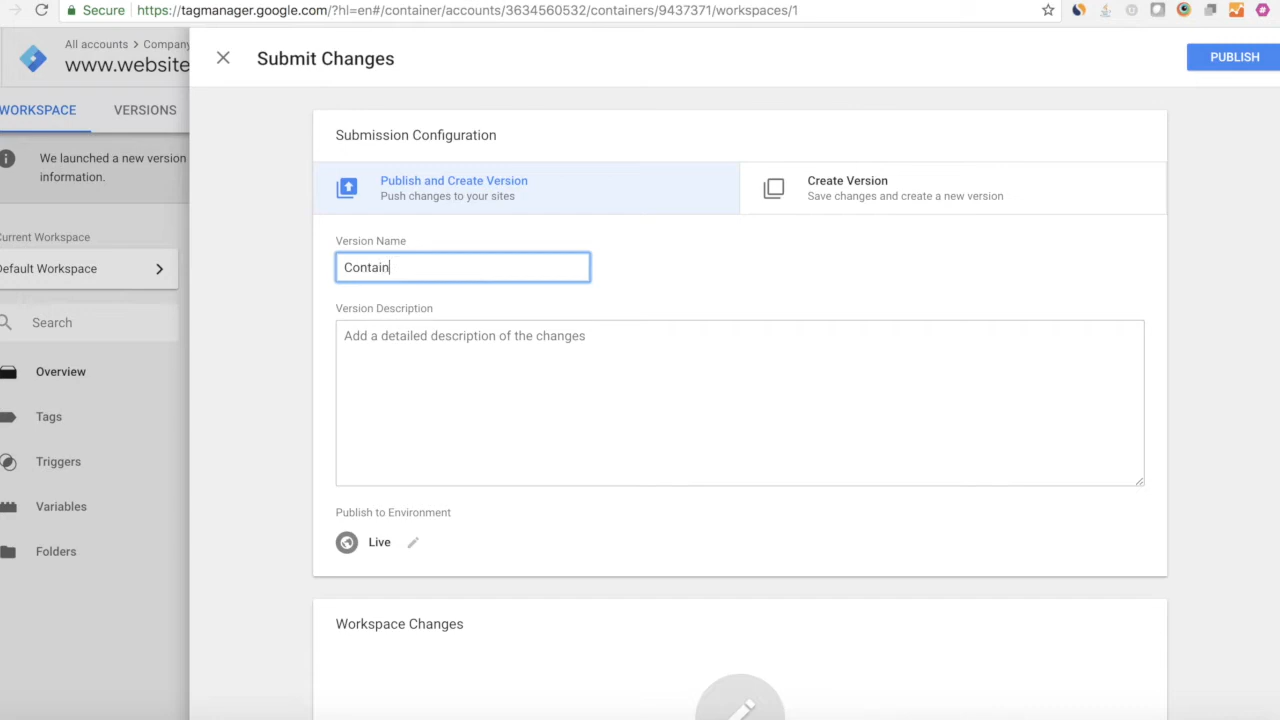 Secure https://tagmanager.google.com/?hl=en#/container/accounts/3634560532/containers/9437371/workspaces/1
All accounts > Company
www.website
Submit Changes
PUBLISH
WORKSPACE
VERSIONS
We launched a new version
information.
Current Workspace
Default Workspace
Search
Overview
Tags
Triggers
Variables
Folders
Submission Configuration
Publish and Create Version
Push changes to your sites
Create Version
Save changes and create a new version
Version Name
Contain
Version Description
Add a detailed description of the changes
Publish to Environment
Live
Workspace Changes